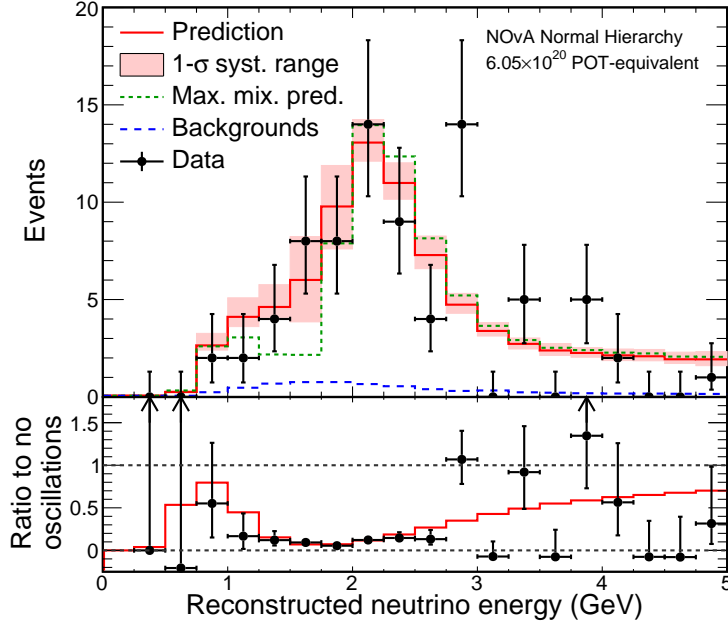 20
15
10
5
0
Events
Prediction
1-σ syst. range
Max. mix. pred.
Backgrounds
Data
NOvA Normal Hierarchy
6.05×10²⁰ POT-equivalent
1.5
1
0.5
0
Ratio to no
oscillations
0 1 2 3 4 5
Reconstructed neutrino energy (GeV)